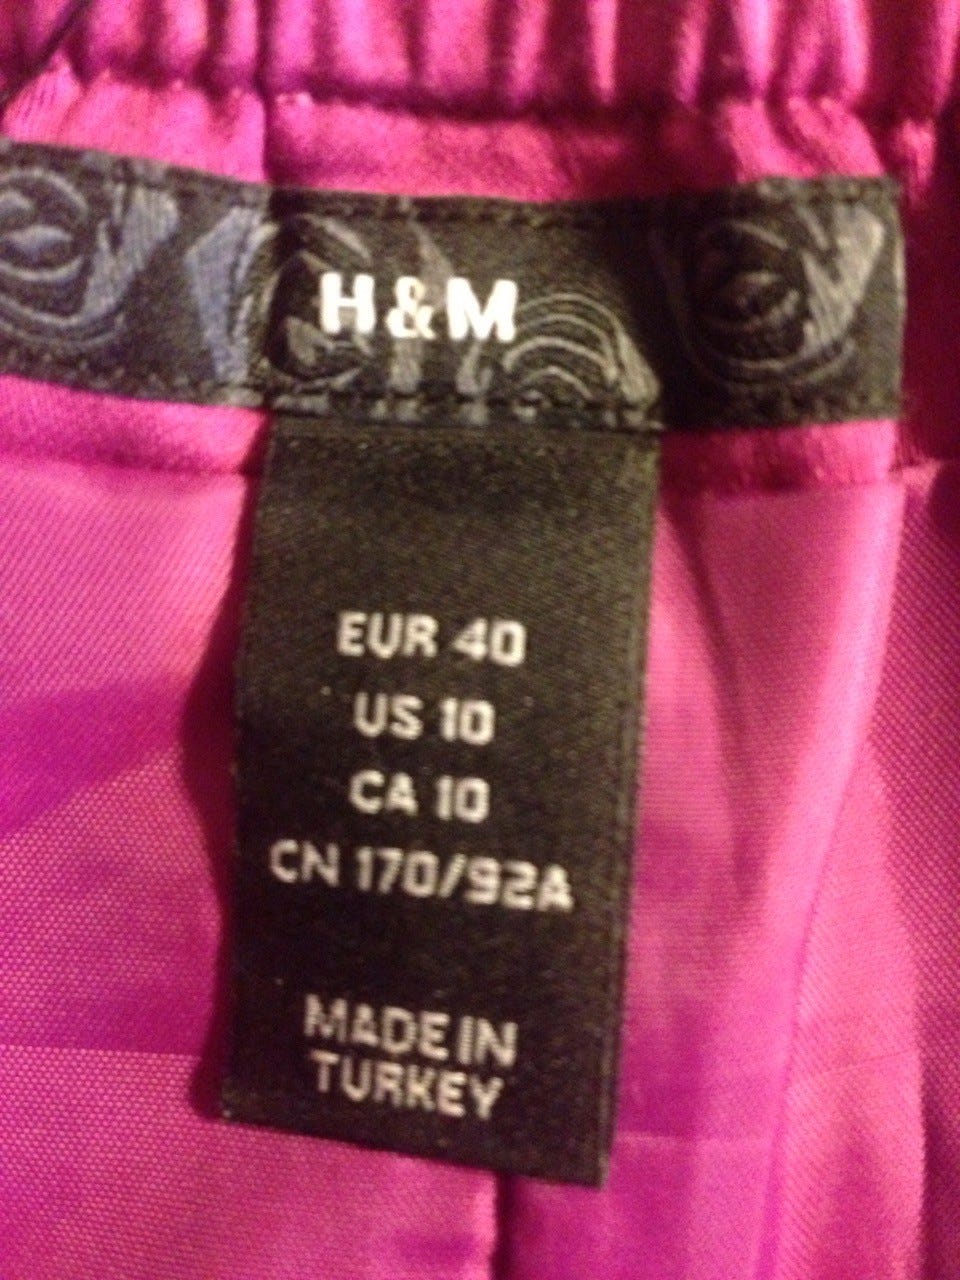 H&M
EUR 40
US 10
CA 10
CN 170/92A
MADE IN
TURKEY